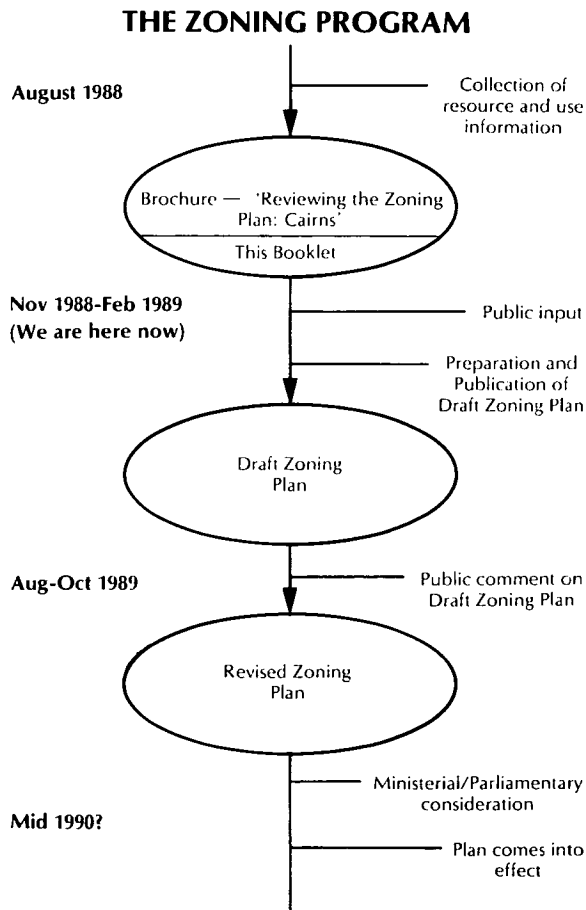 THE ZONING PROGRAM
August 1988
Collection of
resource and use
information
Brochure — 'Reviewing the Zoning
Plan: Cairns'
This Booklet
Nov 1988-Feb 1989
(We are here now)
Public input
Preparation and
Publication of
Draft Zoning Plan
Draft Zoning
Plan
Aug-Oct 1989
Public comment on
Draft Zoning Plan
Revised Zoning
Plan
Ministerial/Parliamentary
consideration
Mid 1990?
Plan comes into
effect